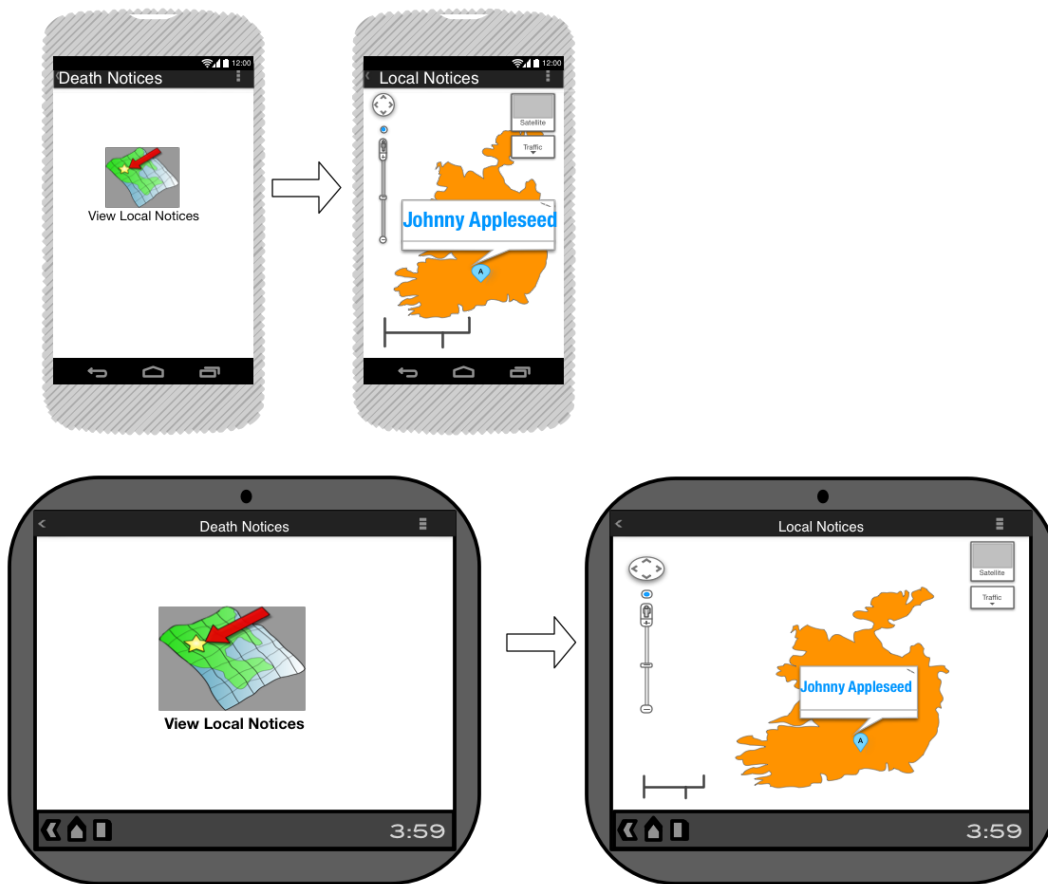 12:00
Death Notices
View Local Notices
12:00
Local Notices
Satellite
Traffic
Johnny Appleseed
A
Death Notices
View Local Notices
3:59
Local Notices
Satellite
Traffic
Johnny Appleseed
A
3:59